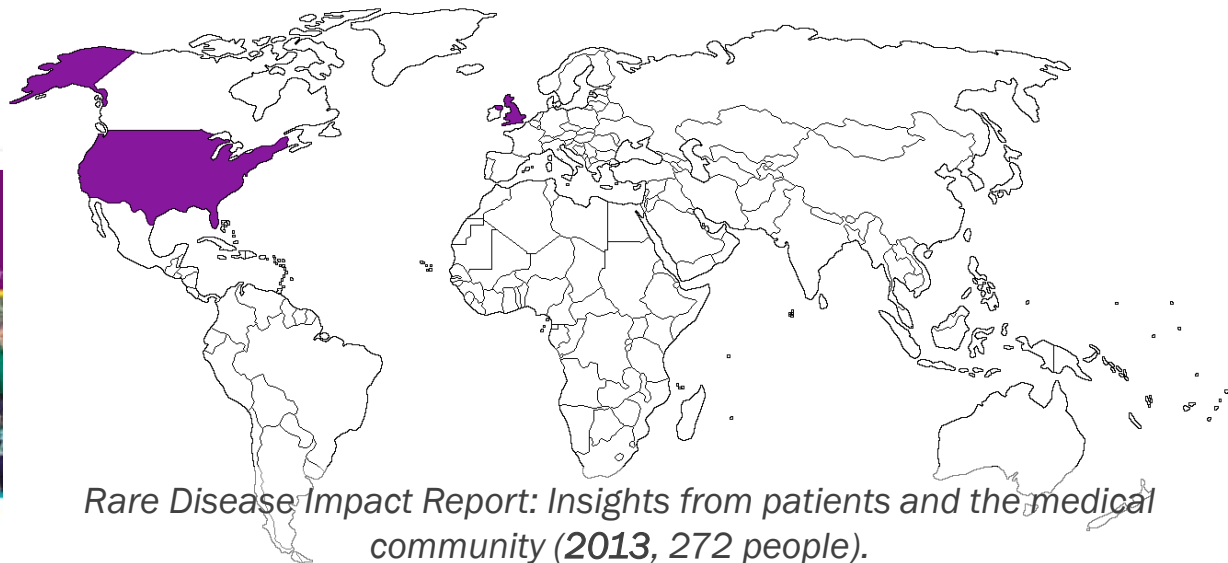 Rare Disease Impact Report: Insights from patients and the medical
community (2013, 272 people).